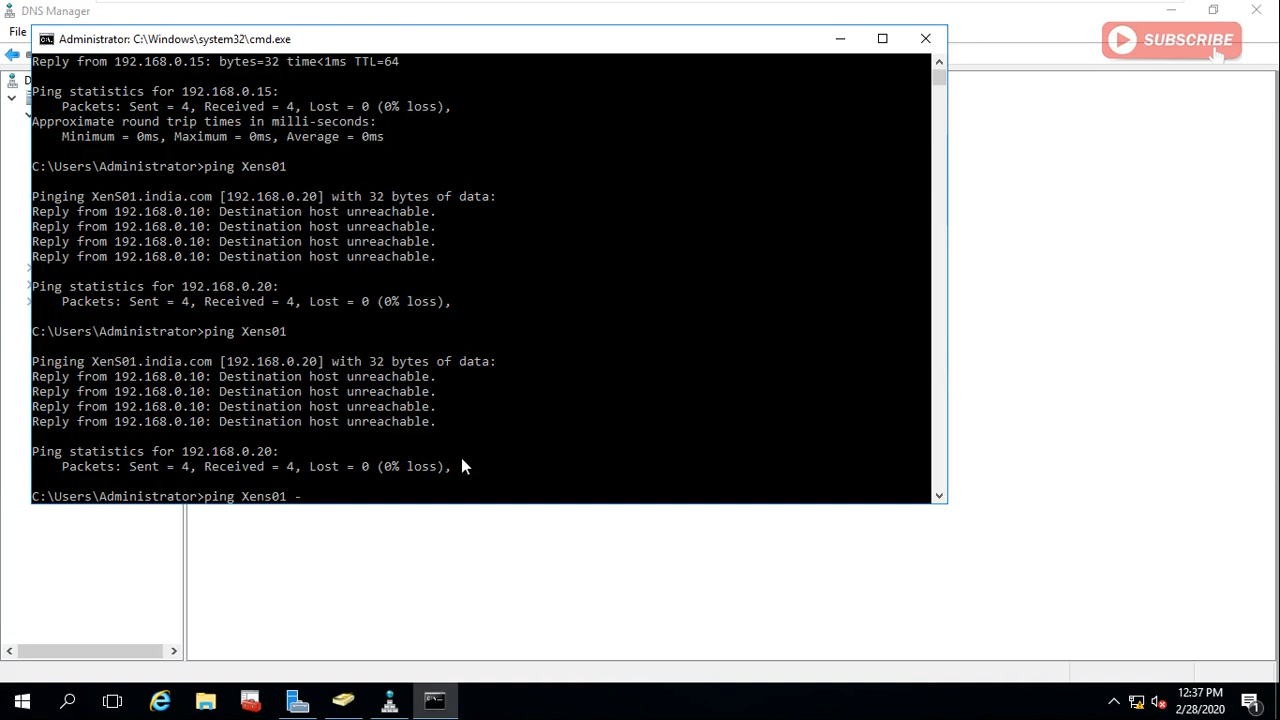 DNS Manager
File
SUBSCRIBE
Administrator: C:\Windows\system32\cmd.exe
Reply from 192.168.0.15: bytes=32 time<1ms TTL=64
Ping statistics for 192.168.0.15:
Packets: Sent = 4, Received = 4, Lost = 0 (0% loss),
Approximate round trip times in milli-seconds:
Minimum = 0ms, Maximum = 0ms, Average = 0ms
C:\Users\Administrator>ping Xens01
Pinging XenS01.india.com [192.168.0.20] with 32 bytes of data:
Reply from 192.168.0.10: Destination host unreachable.
Reply from 192.168.0.10: Destination host unreachable.
Reply from 192.168.0.10: Destination host unreachable.
Reply from 192.168.0.10: Destination host unreachable.
Ping statistics for 192.168.0.20:
Packets: Sent = 4, Received = 4, Lost = 0 (0% loss),
C:\Users\Administrator>ping Xens01
Pinging XenS01.india.com [192.168.0.20] with 32 bytes of data:
Reply from 192.168.0.10: Destination host unreachable.
Reply from 192.168.0.10: Destination host unreachable.
Reply from 192.168.0.10: Destination host unreachable.
Reply from 192.168.0.10: Destination host unreachable.
Ping statistics for 192.168.0.20:
Packets: Sent = 4, Received = 4, Lost = 0 (0% loss),
C:\Users\Administrator>ping Xens01 -
12:37 PM
2/28/2020
1